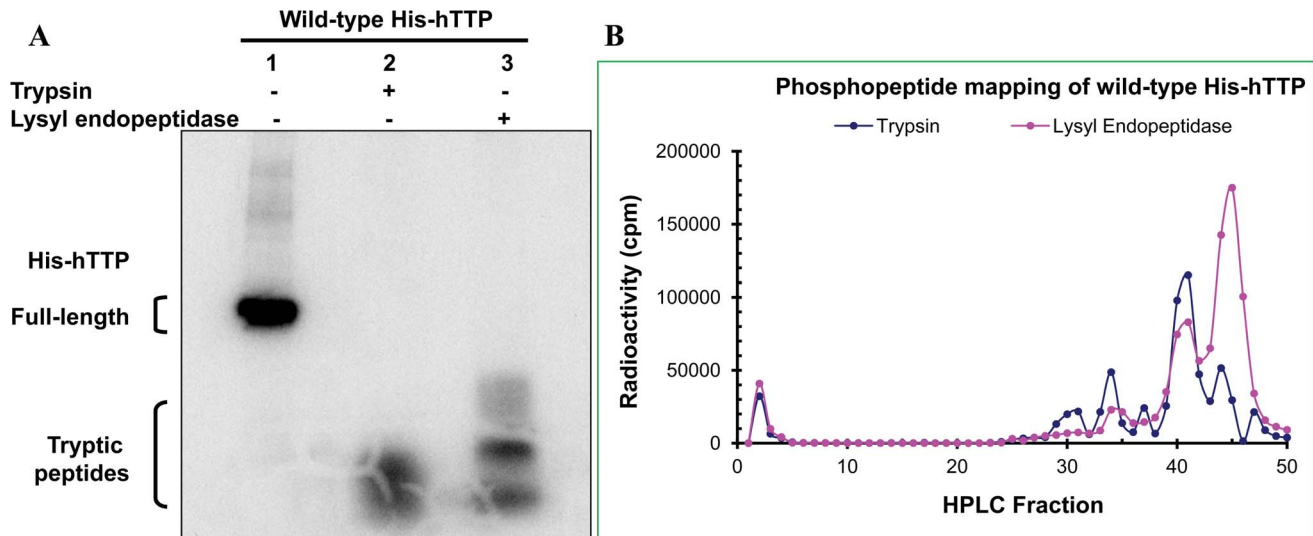 A
Wild-type His-hTTP
1 2 3
Trypsin - + -
Lysyl endopeptidase - - +
His-hTTP
Full-length
Tryptic
peptides
B
Phosphopeptide mapping of wild-type His-hTTP
Trypsin Lysyl Endopeptidase
Radioactivity (cpm)
200000
150000
100000
50000
0
0 10 20 30 40 50
HPLC Fraction